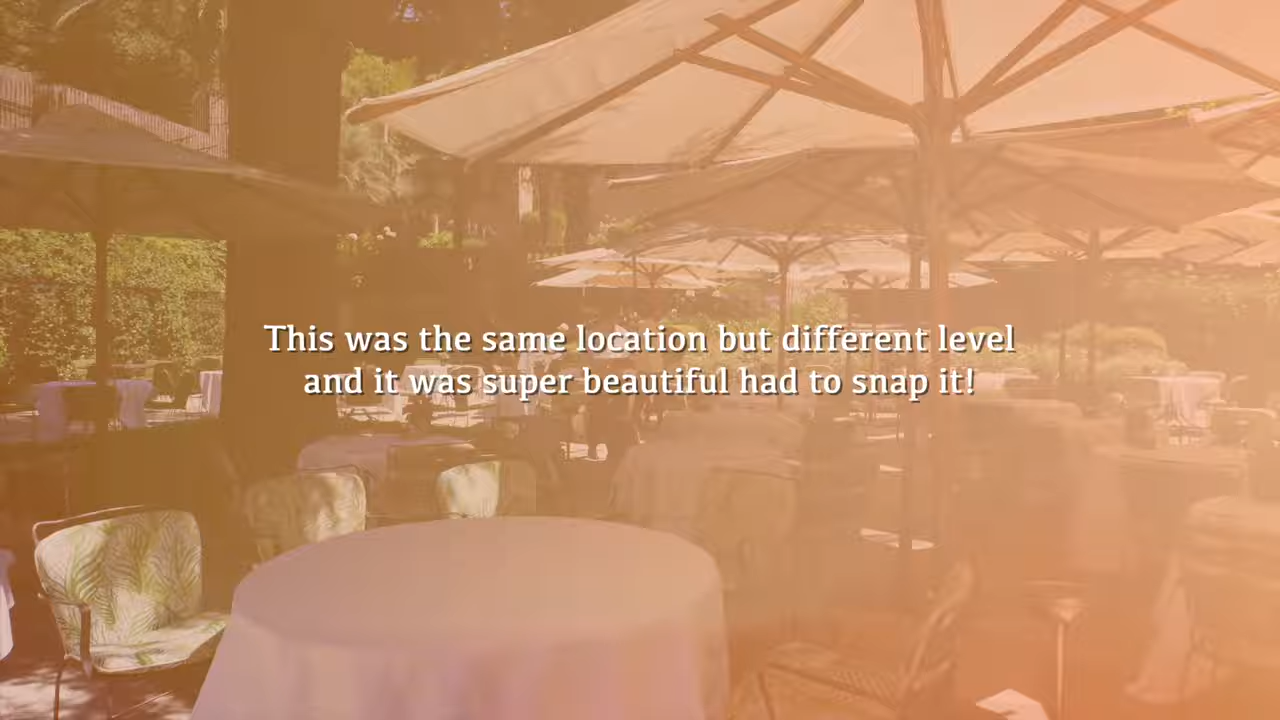 This was the same location but different level
and it was super beautiful had to snap it!